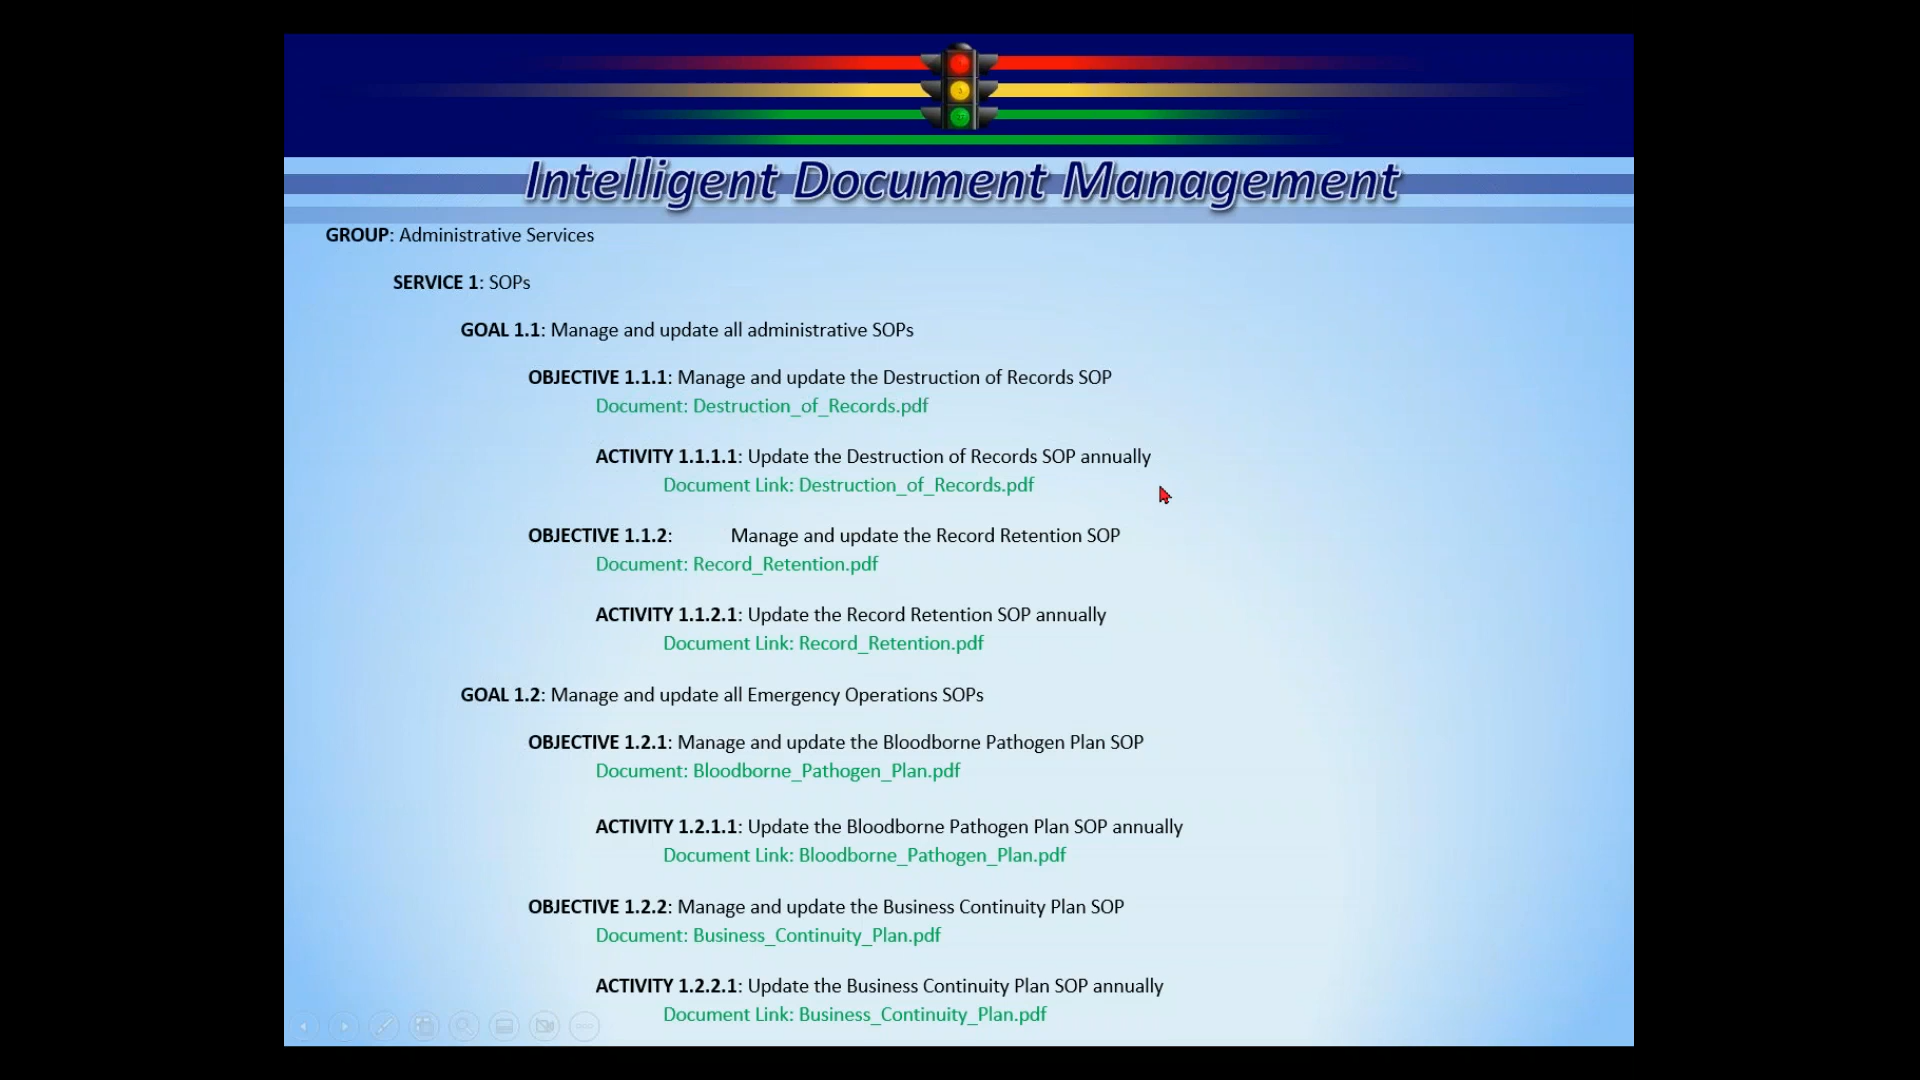 Intelligent Document Management
GROUP: Administrative Services
SERVICE 1: SOPs
GOAL 1.1: Manage and update all administrative SOPs
OBJECTIVE 1.1.1: Manage and update the Destruction of Records SOP
Document: Destruction_of_Records.pdf
ACTIVITY 1.1.1.1: Update the Destruction of Records SOP annually
Document Link: Destruction_of_Records.pdf
OBJECTIVE 1.1.2: Manage and update the Record Retention SOP
Document: Record_Retention.pdf
ACTIVITY 1.1.2.1: Update the Record Retention SOP annually
Document Link: Record_Retention.pdf
GOAL 1.2: Manage and update all Emergency Operations SOPs
OBJECTIVE 1.2.1: Manage and update the Bloodborne Pathogen Plan SOP
Document: Bloodborne_Pathogen_Plan.pdf
ACTIVITY 1.2.1.1: Update the Bloodborne Pathogen Plan SOP annually
Document Link: Bloodborne_Pathogen_Plan.pdf
OBJECTIVE 1.2.2: Manage and update the Business Continuity Plan SOP
Document: Business_Continuity_Plan.pdf
ACTIVITY 1.2.2.1: Update the Business Continuity Plan SOP annually
Document Link: Business_Continuity_Plan.pdf